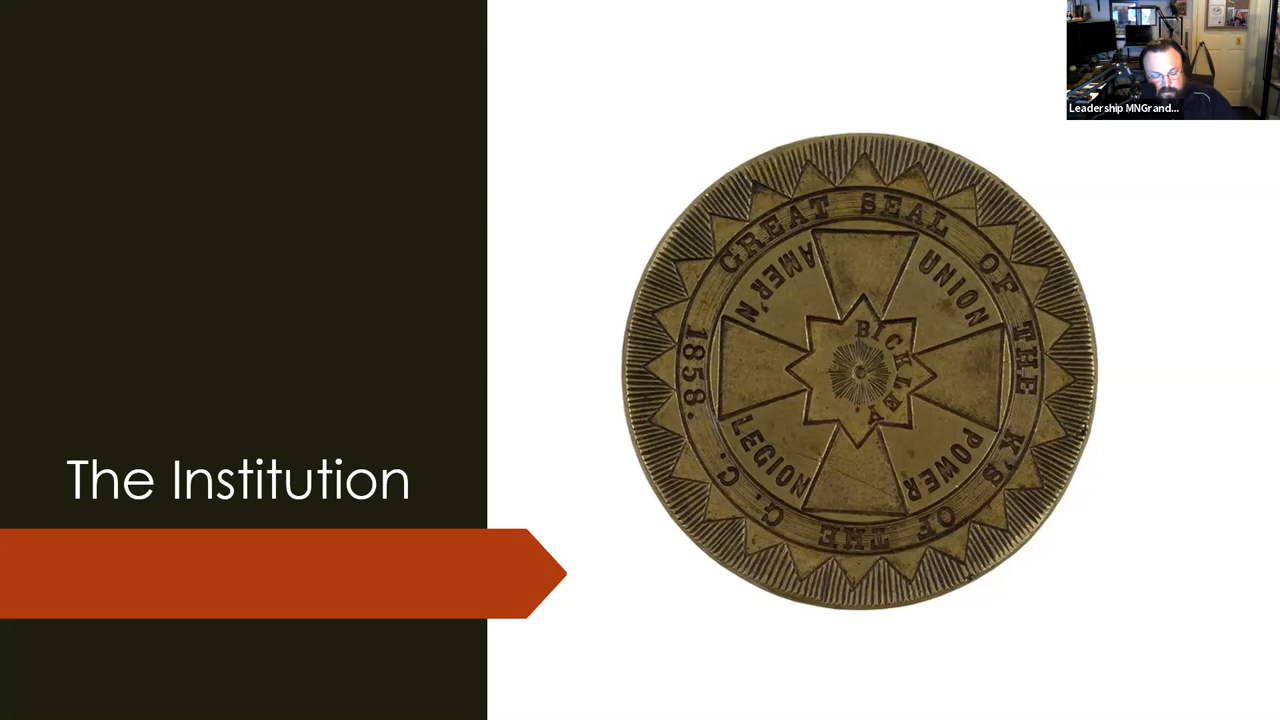 Leadership MNGrand...
GREAT SEAL OF THE K'S OF THE G. C. 1858.
AMER'N
UNION
LEGION
POWER
BICKLEY
The Institution